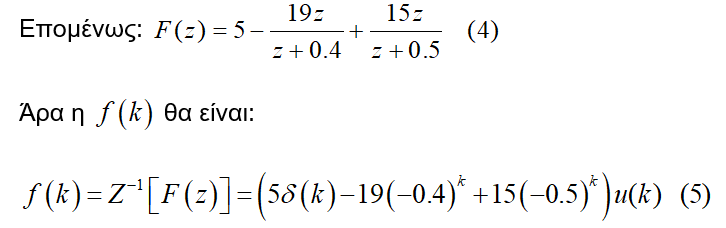 Επομένως: F(z) = 5 − 19z/(z + 0.4) + 15z/(z + 0.5) (4)
Άρα η f(k) θα είναι:
f(k) = Z⁻¹[F(z)] = (5δ(k) − 19(−0.4)ᵏ + 15(−0.5)ᵏ)u(k) (5)